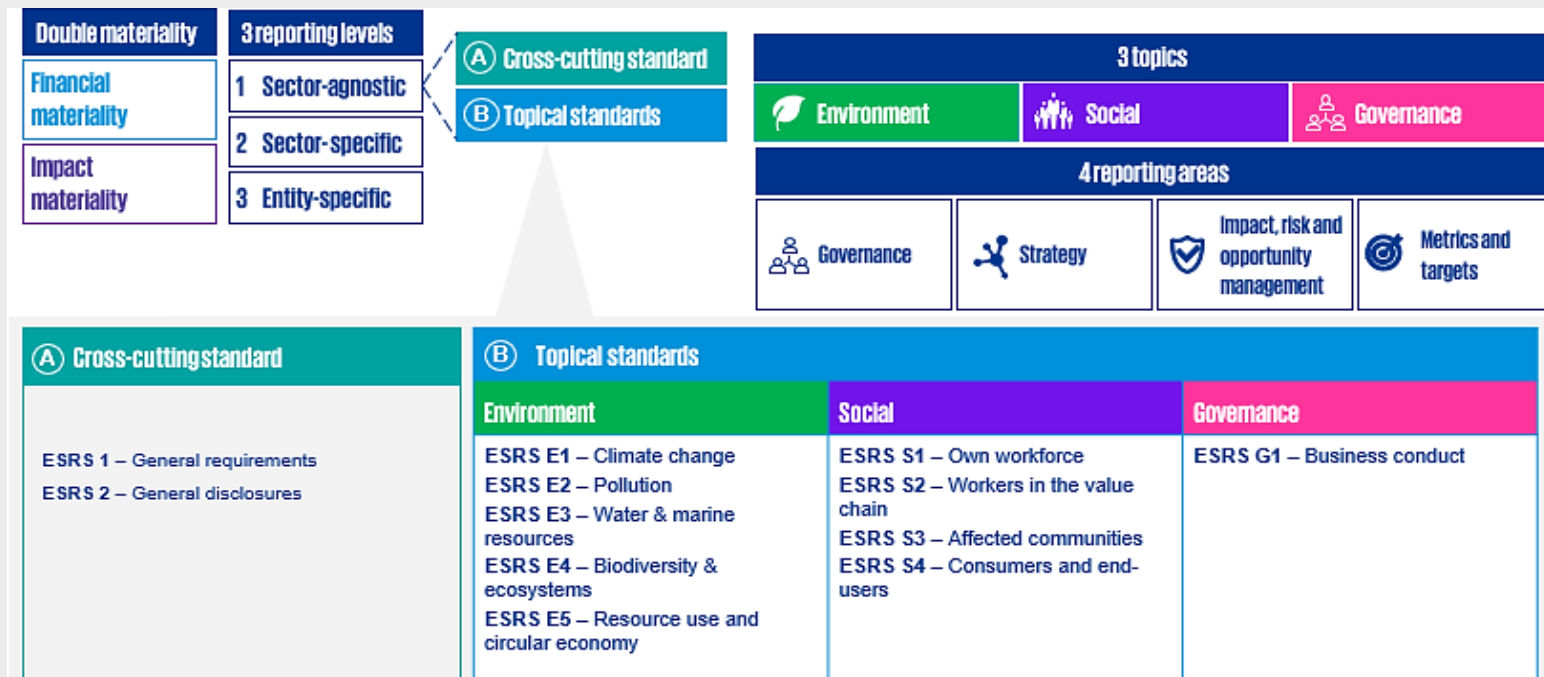 Double materiality
Financial
materiality
Impact
materiality
3 reporting levels
1 Sector-agnostic
2 Sector-specific
3 Entity-specific
A Cross-cutting standard
B Topical standards
3 topics
Environment
Social
Governance
4 reporting areas
Governance
Strategy
Impact, risk and
opportunity
management
Metrics and
targets
A Cross-cutting standard
ESRS 1 – General requirements
ESRS 2 – General disclosures
B Topical standards
Environment
ESRS E1 – Climate change
ESRS E2 – Pollution
ESRS E3 – Water & marine
resources
ESRS E4 – Biodiversity &
ecosystems
ESRS E5 – Resource use and
circular economy
Social
ESRS S1 – Own workforce
ESRS S2 – Workers in the value
chain
ESRS S3 – Affected communities
ESRS S4 – Consumers and end-
users
Governance
ESRS G1 – Business conduct